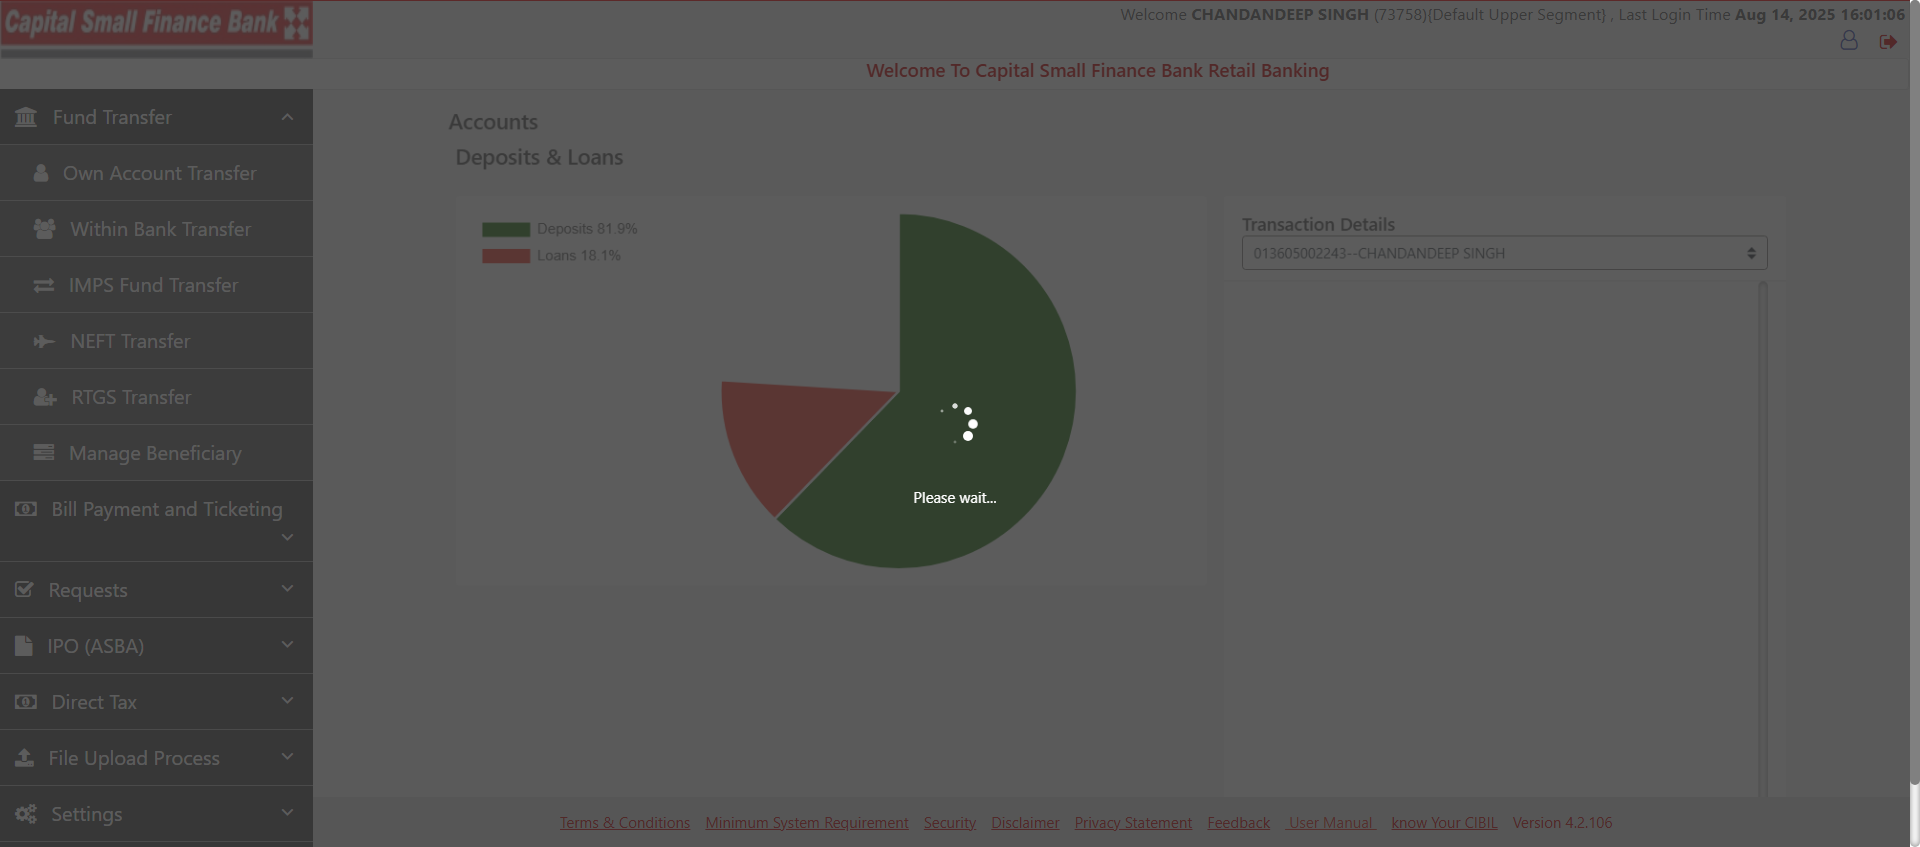 Capital Small Finance Bank
Welcome CHANDANDEEP SINGH (73758){Default Upper Segment} , Last Login Time Aug 14, 2025 16:01:06
Welcome To Capital Small Finance Bank Retail Banking
Fund Transfer
Own Account Transfer
Within Bank Transfer
IMPS Fund Transfer
NEFT Transfer
RTGS Transfer
Manage Beneficiary
Bill Payment and Ticketing
Requests
IPO (ASBA)
Direct Tax
File Upload Process
Settings
Accounts
Deposits & Loans
Deposits 81.9%
Loans 18.1%
Please wait...
Transaction Details
013605002243--CHANDANDEEP SINGH
Terms & Conditions Minimum System Requirement Security Disclaimer Privacy Statement Feedback User Manual know Your CIBIL Version 4.2.106